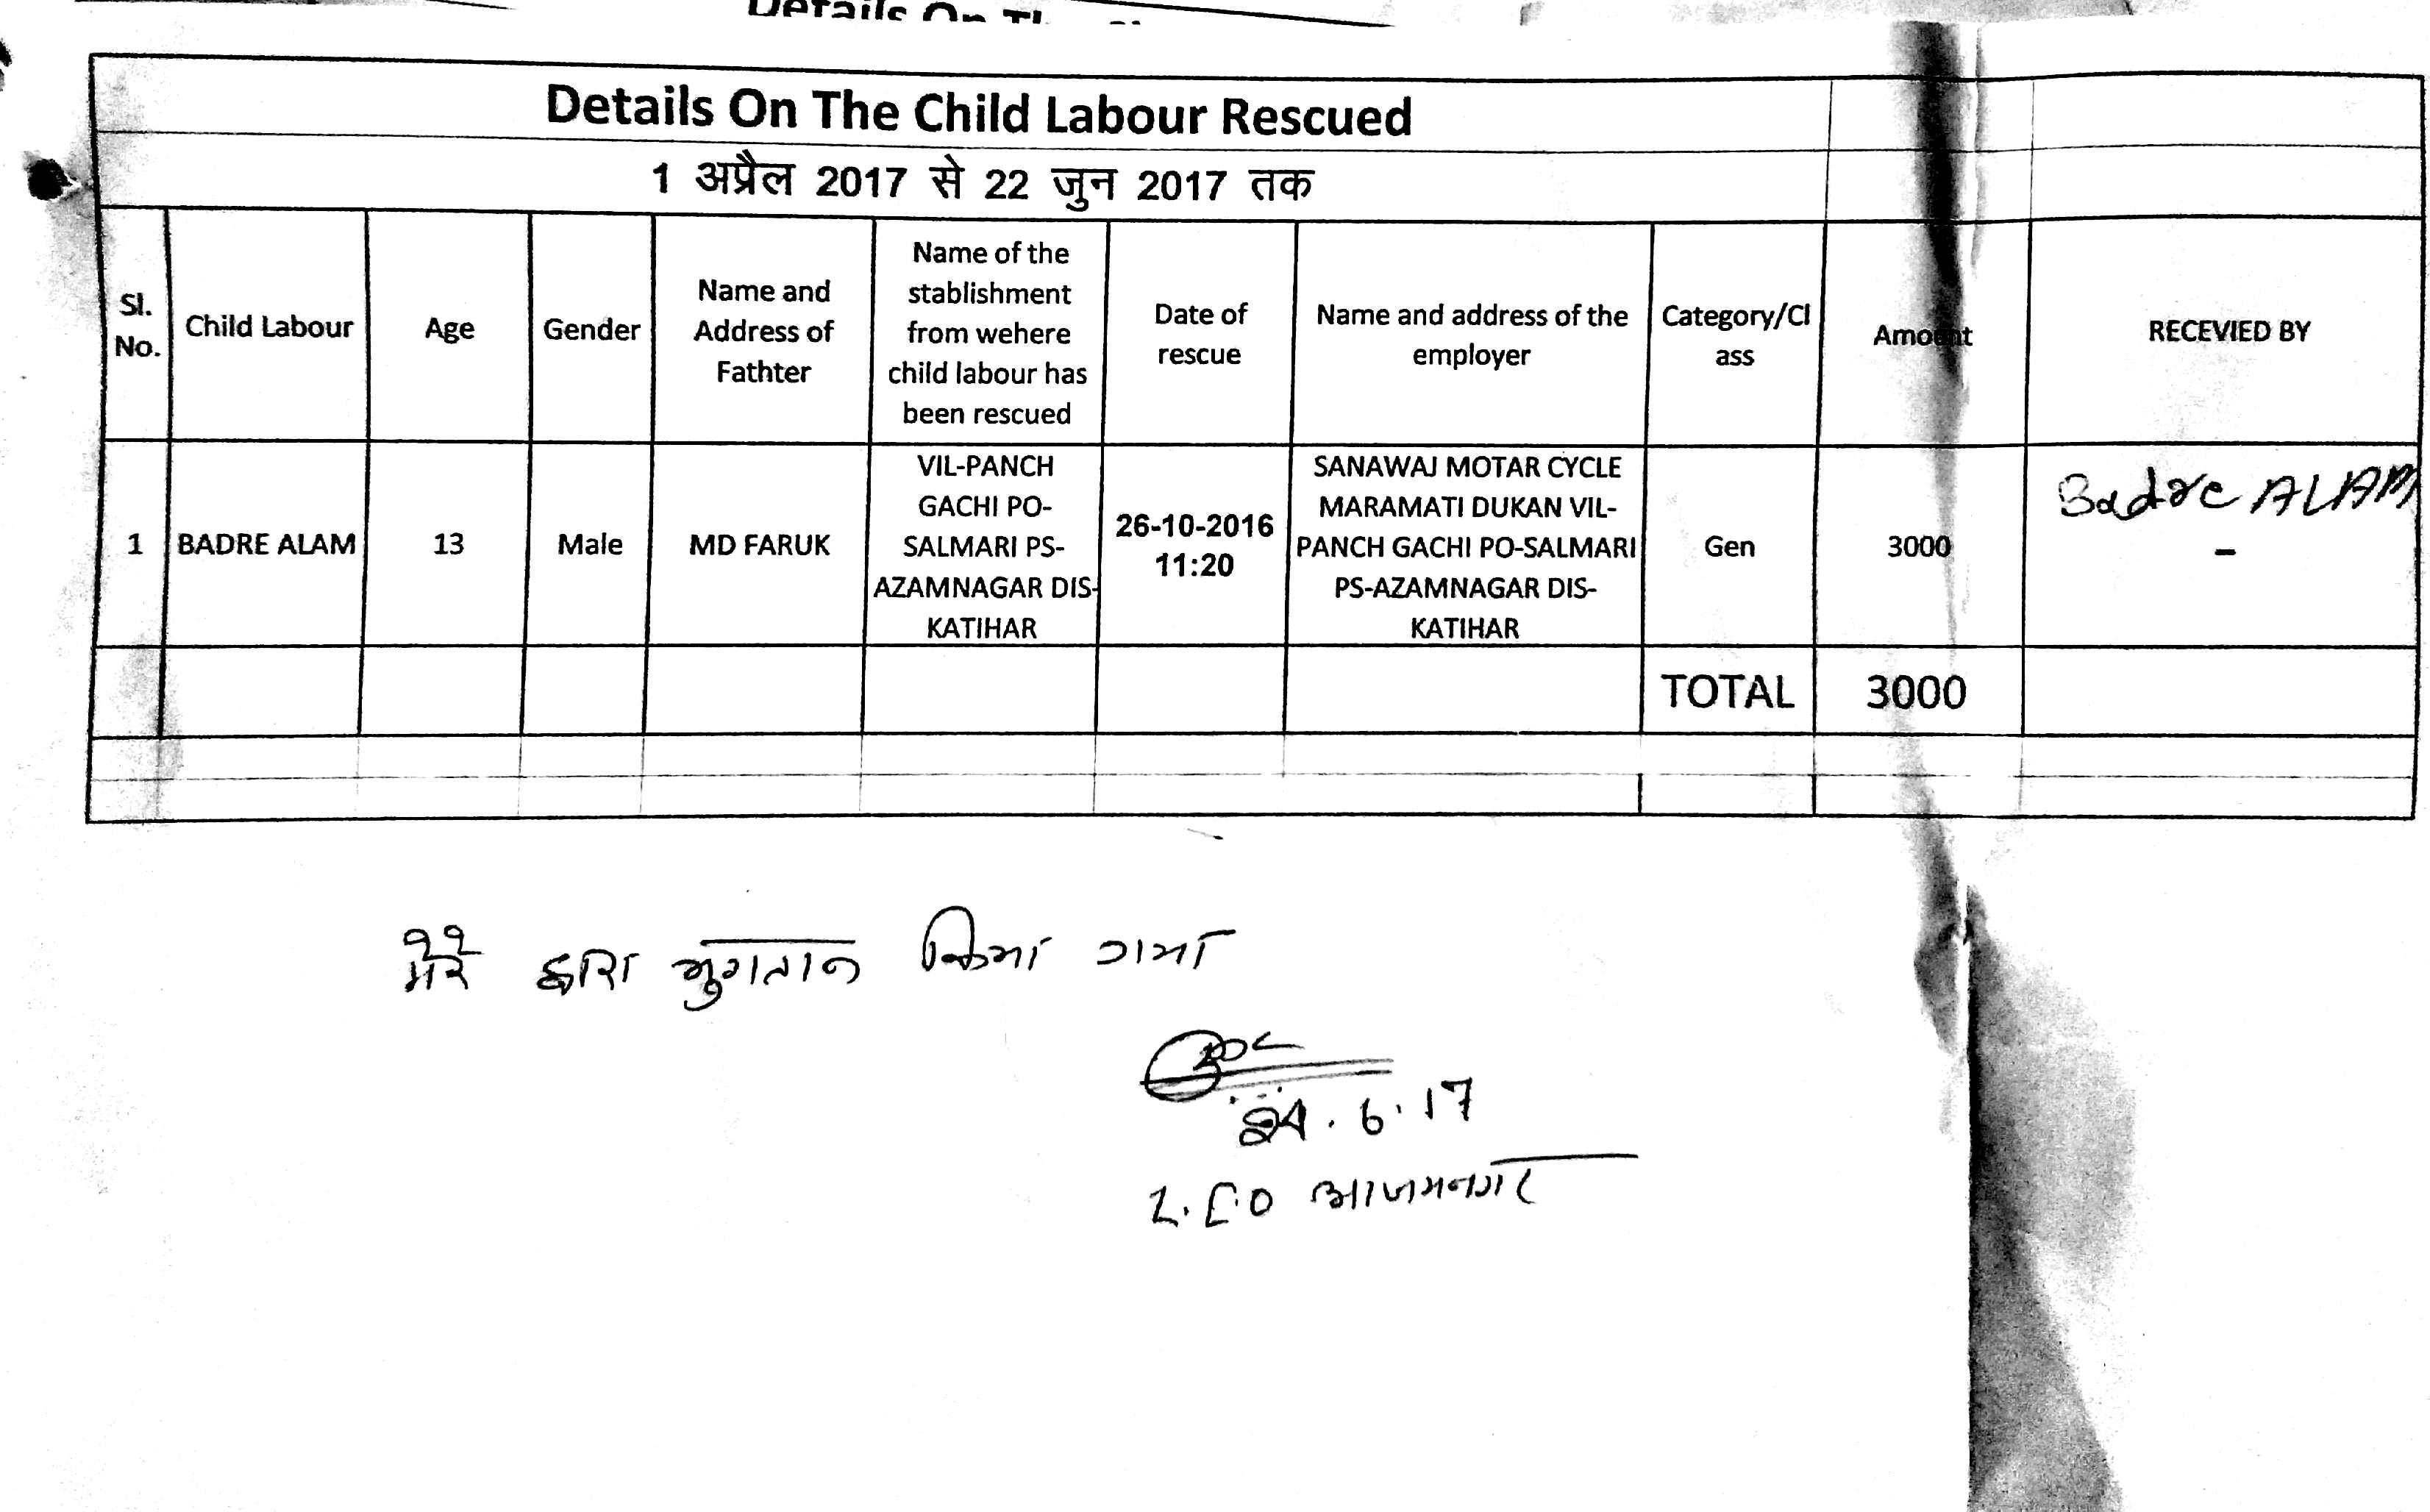 Details On The
Details On The Child Labour Rescued
1 अप्रैल 2017 से 22 जुन 2017 तक
Sl. No.
Child Labour
Age
Gender
Name and
Address of
Fathter
Name of the
stablishment
from wehere
child labour has
been rescued
Date of
rescue
Name and address of the
employer
Category/Cl
ass
Amount
RECEVIED BY
1
BADRE ALAM
13
Male
MD FARUK
VIL-PANCH
GACHI PO-
SALMARI PS-
AZAMNAGAR DIS-
KATIHAR
26-10-2016
11:20
SANAWAJ MOTAR CYCLE
MARAMATI DUKAN VIL-
PANCH GACHI PO-SALMARI
PS-AZAMNAGAR DIS-
KATIHAR
Gen
3000
Badre ALAM
-
TOTAL
3000
मेरे द्वारा भुगतान किया गया
24.6.17
L.E.O आजमनगर